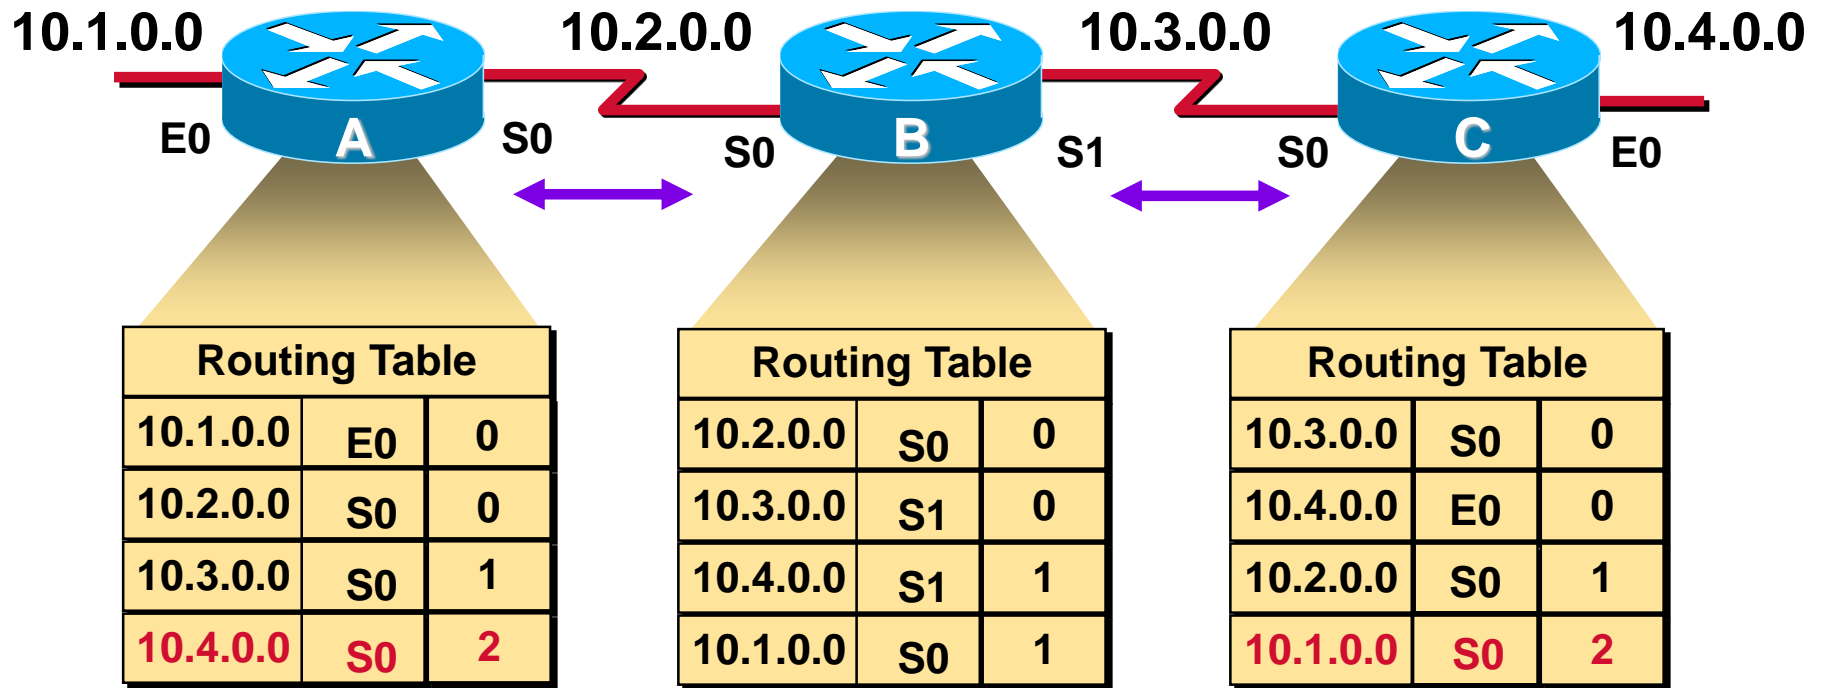 10.1.0.0 10.2.0.0 10.3.0.0 10.4.0.0
E0 A S0 S0 B S1 S0 C E0
Routing Table
10.1.0.0 E0 0
10.2.0.0 S0 0
10.3.0.0 S0 1
10.4.0.0 S0 2
Routing Table
10.2.0.0 S0 0
10.3.0.0 S1 0
10.4.0.0 S1 1
10.1.0.0 S0 1
Routing Table
10.3.0.0 S0 0
10.4.0.0 E0 0
10.2.0.0 S0 1
10.1.0.0 S0 2